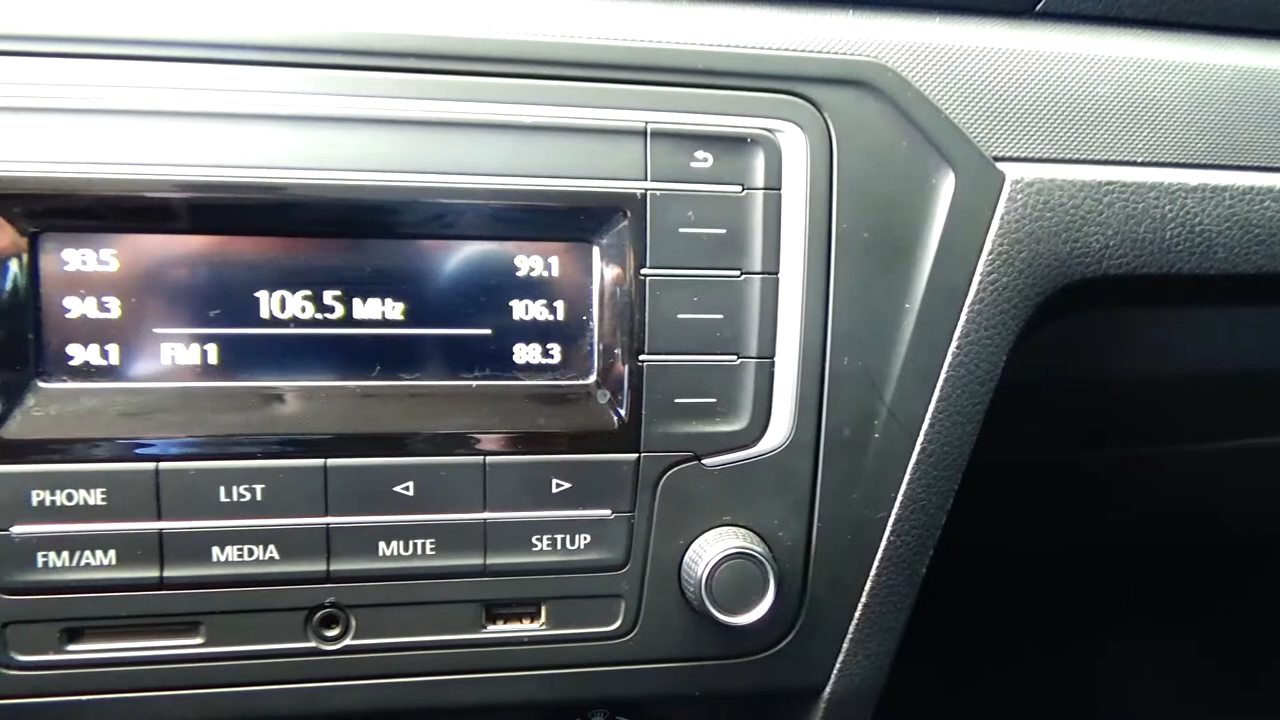 93.5 99.1
94.3 106.5 MHz 106.1
94.1 FM1 88.3
PHONE LIST
FM/AM MEDIA MUTE SETUP